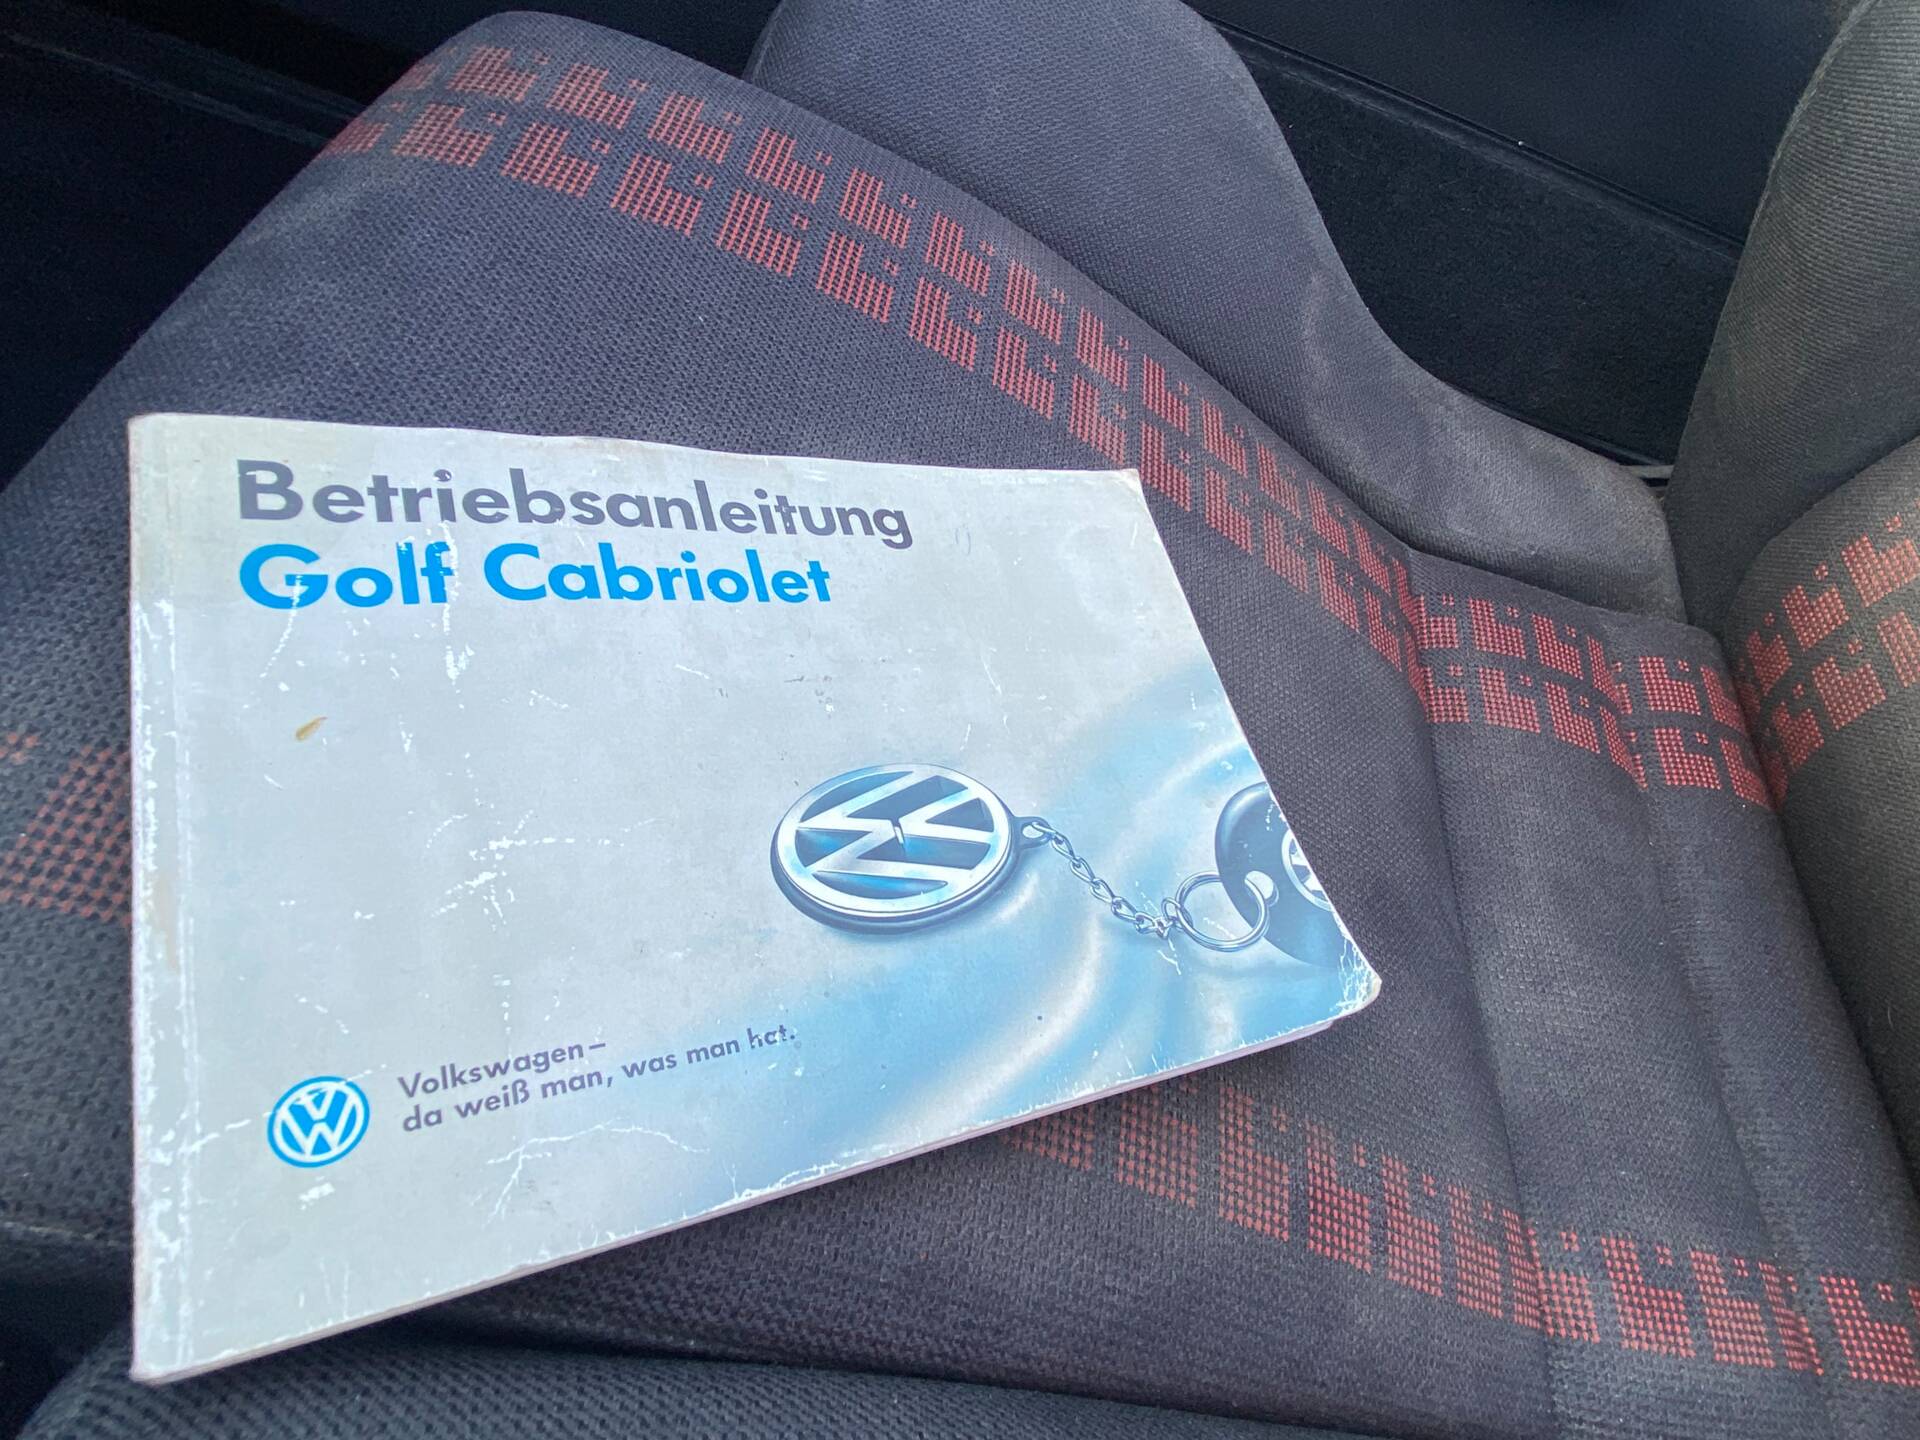 Betriebsanleitung
Golf Cabriolet
Volkswagen–
da weiß man, was man hat.